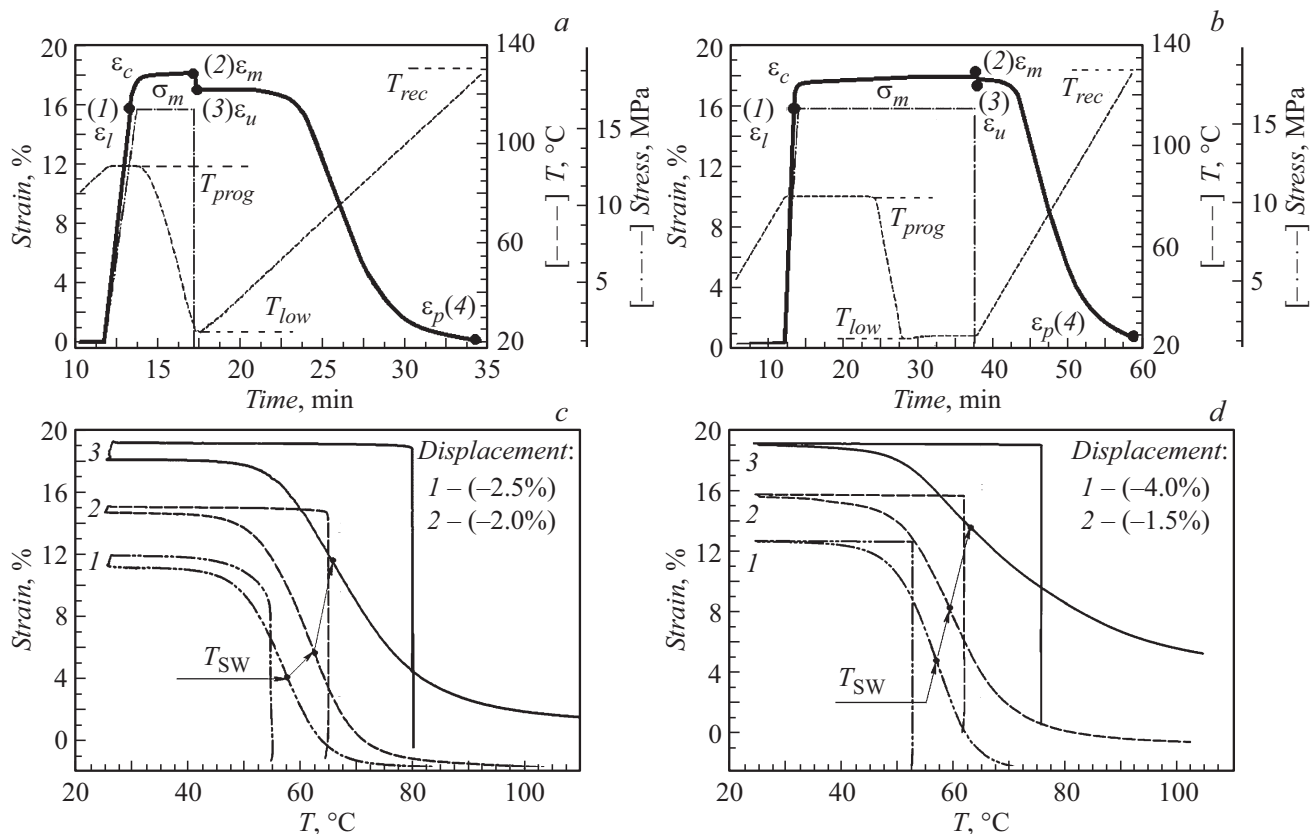 a
20
16
12
8
4
0
Strain, %
ε_c
(1)
ε_l
(2)ε_m
σ_m
(3)ε_u
T_prog
T_low
T_rec
ε_p(4)
10 15 20 25 30 35
Time, min
140
100
60
20
[– – –] T, °C
15
10
5
[– · – · –] Stress, MPa
b
20
16
12
8
4
0
Strain, %
ε_c
(1)
ε_l
(2)ε_m
σ_m
(3)
ε_u
T_prog
T_low
T_rec
ε_p(4)
10 20 30 40 50 60
Time, min
140
100
60
20
[– – –] T, °C
15
10
5
[– · – · –] Stress, MPa
c
20
16
12
8
4
0
Strain, %
3
2
1
Displacement:
1 – (–2.5%)
2 – (–2.0%)
T_SW
20 40 60 80 100
T, °C
d
20
16
12
8
4
0
Strain, %
3
2
1
Displacement:
1 – (–4.0%)
2 – (–1.5%)
T_SW
20 40 60 80 100
T, °C